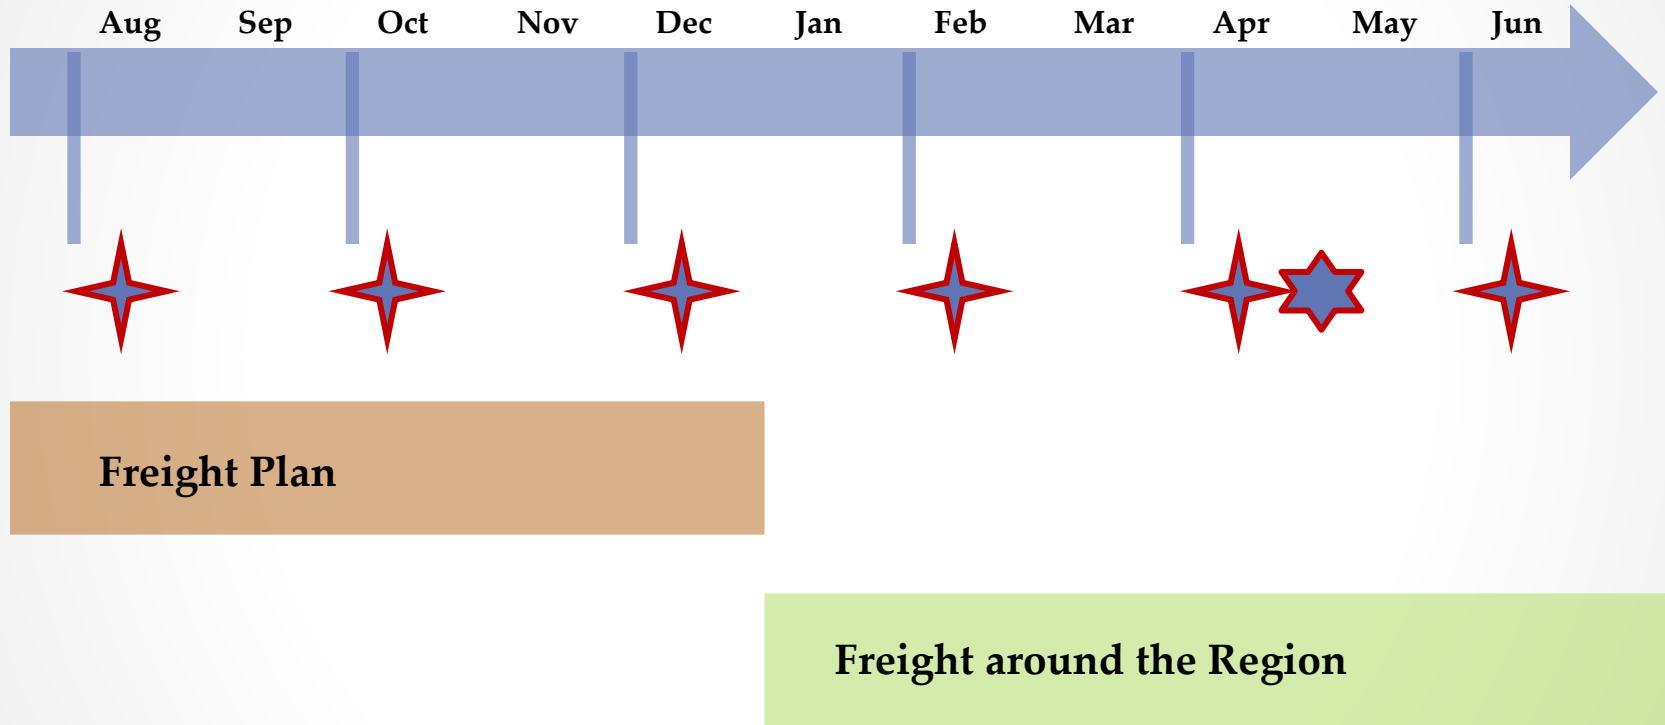 Aug Sep Oct Nov Dec Jan Feb Mar Apr May Jun
Freight Plan
Freight around the Region